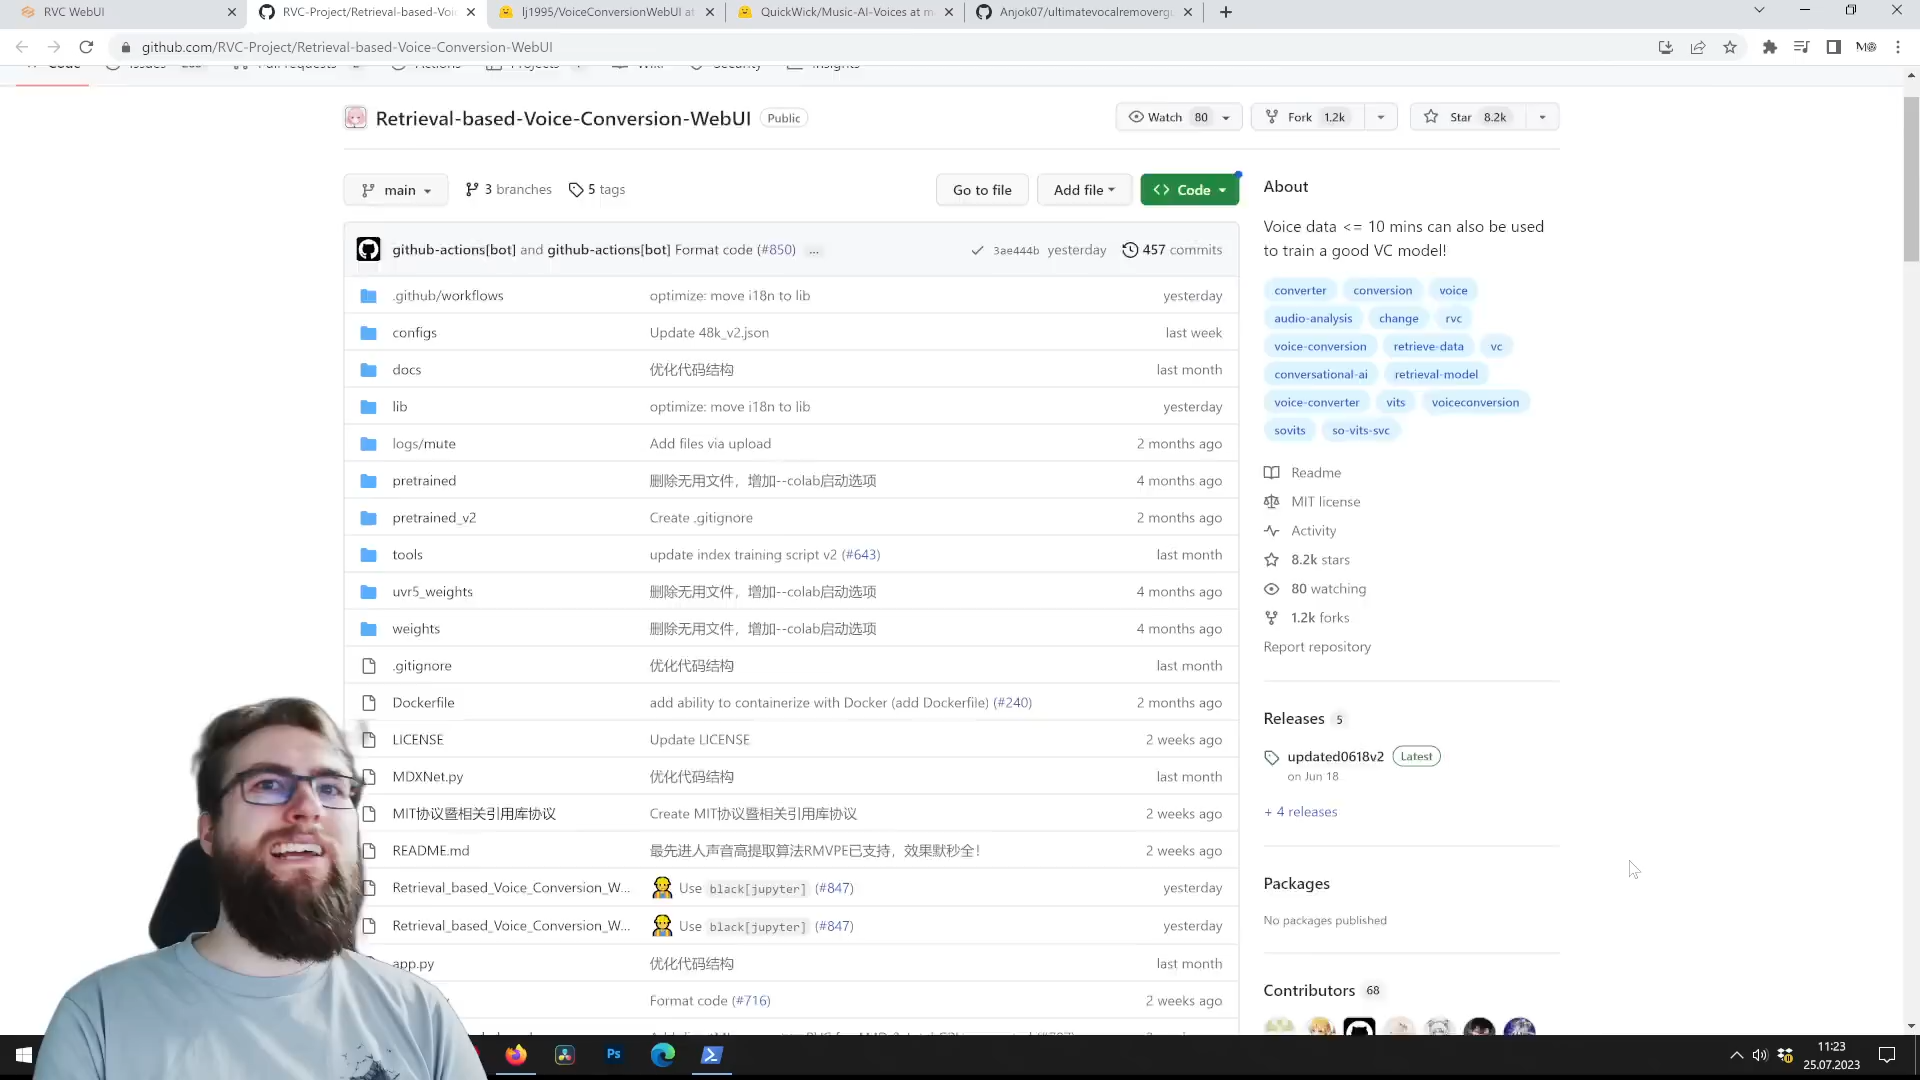 RVC WebUI
RVC-Project/Retrieval-based-Voic
lj1995/VoiceConversionWebUI at
QuickWick/Music-AI-Voices at m
Anjok07/ultimatevocalremovergu
github.com/RVC-Project/Retrieval-based-Voice-Conversion-WebUI
Code
Issues
Pull requests
Actions
Projects
Wiki
Security
Insights
Retrieval-based-Voice-Conversion-WebUI
Public
Watch 80
Fork 1.2k
Star 8.2k
main
3 branches
5 tags
Go to file
Add file
<> Code
github-actions[bot] and github-actions[bot] Format code (#850) ...
3ae444b yesterday
457 commits
.github/workflows optimize: move i18n to lib yesterday
configs Update 48k_v2.json last week
docs 优化代码结构 last month
lib optimize: move i18n to lib yesterday
logs/mute Add files via upload 2 months ago
pretrained 删除无用文件，增加--colab启动选项 4 months ago
pretrained_v2 Create .gitignore 2 months ago
tools update index training script v2 (#643) last month
uvr5_weights 删除无用文件，增加--colab启动选项 4 months ago
weights 删除无用文件，增加--colab启动选项 4 months ago
.gitignore 优化代码结构 last month
Dockerfile add ability to containerize with Docker (add Dockerfile) (#240) 2 months ago
LICENSE Update LICENSE 2 weeks ago
MDXNet.py 优化代码结构 last month
MIT协议暨相关引用库协议 Create MIT协议暨相关引用库协议 2 weeks ago
README.md 最先进人声音高提取算法RMVPE已支持，效果默秒全！ 2 weeks ago
Retrieval_based_Voice_Conversion_W... Use black[jupyter] (#847) yesterday
Retrieval_based_Voice_Conversion_W... Use black[jupyter] (#847) yesterday
app.py 优化代码结构 last month
Format code (#716) 2 weeks ago
About
Voice data <= 10 mins can also be used
to train a good VC model!
converter conversion voice
audio-analysis change rvc
voice-conversion retrieve-data vc
conversational-ai retrieval-model
voice-converter vits voiceconversion
sovits so-vits-svc
Readme
MIT license
Activity
8.2k stars
80 watching
1.2k forks
Report repository
Releases 5
updated0618v2 Latest
on Jun 18
+ 4 releases
Packages
No packages published
Contributors 68
Ps
11:23
25.07.2023